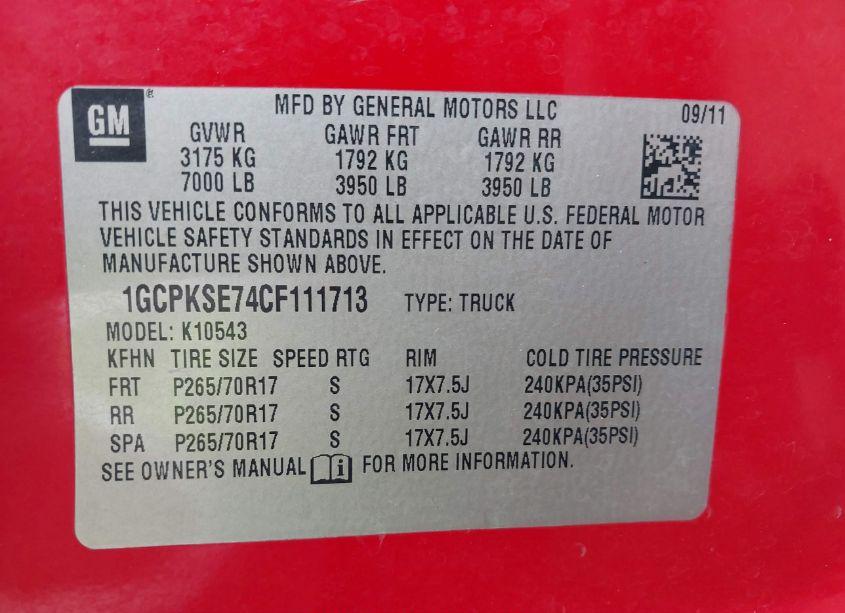 GM
MFD BY GENERAL MOTORS LLC 09/11
GVWR GAWR FRT GAWR RR
3175 KG 1792 KG 1792 KG
7000 LB 3950 LB 3950 LB
THIS VEHICLE CONFORMS TO ALL APPLICABLE U.S. FEDERAL MOTOR
VEHICLE SAFETY STANDARDS IN EFFECT ON THE DATE OF
MANUFACTURE SHOWN ABOVE.
1GCPKSE74CF111713 TYPE: TRUCK
MODEL: K10543
KFHN TIRE SIZE SPEED RTG RIM COLD TIRE PRESSURE
FRT P265/70R17 S 17X7.5J 240KPA(35PSI)
RR P265/70R17 S 17X7.5J 240KPA(35PSI)
SPA P265/70R17 S 17X7.5J 240KPA(35PSI)
SEE OWNER'S MANUAL FOR MORE INFORMATION.